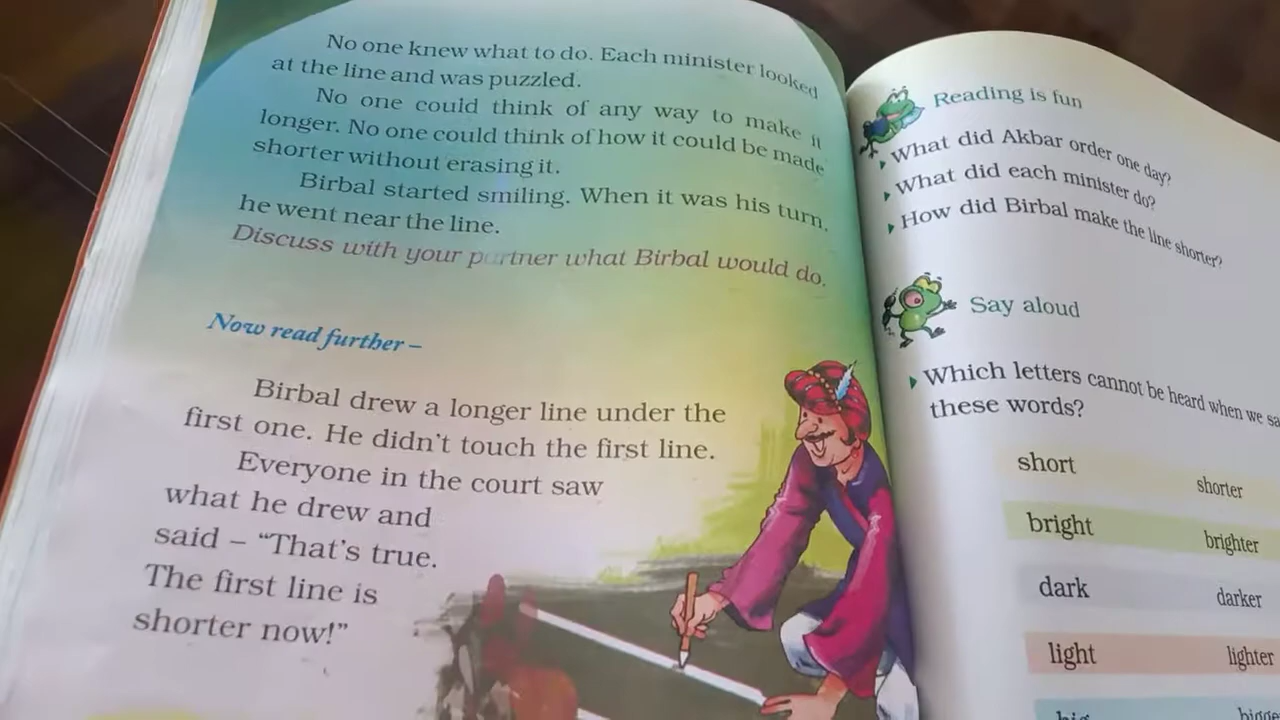 No one knew what to do. Each minister looked
at the line and was puzzled.
No one could think of any way to make it
longer. No one could think of how it could be made
shorter without erasing it.
Birbal started smiling. When it was his turn,
he went near the line.
Discuss with your partner what Birbal would do.
Now read further –
Birbal drew a longer line under the
first one. He didn't touch the first line.
Everyone in the court saw
what he drew and
said – “That's true.
The first line is
shorter now!”
Reading is fun
What did Akbar order one day?
What did each minister do?
How did Birbal make the line shorter?
Say aloud
Which letters cannot be heard when we
these words?
short shorter
bright brighter
dark darker
light lighter